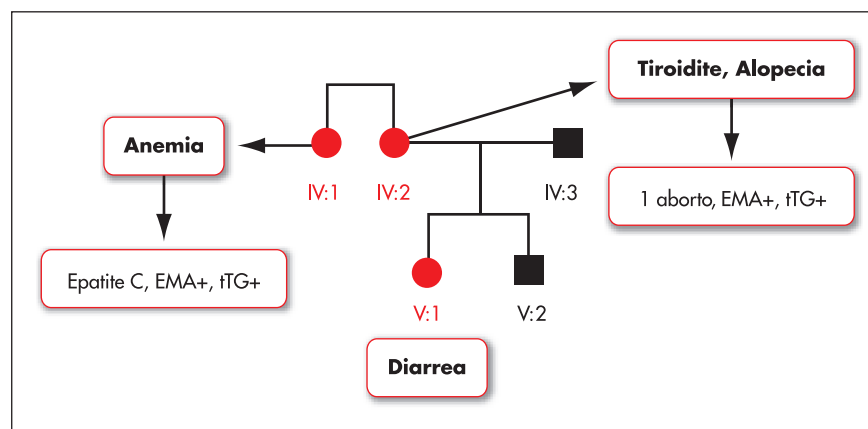 Tiroidite, Alopecia
Anemia
IV:1
IV:2
IV:3
1 aborto, EMA+, tTG+
Epatite C, EMA+, tTG+
V:1
V:2
Diarrea